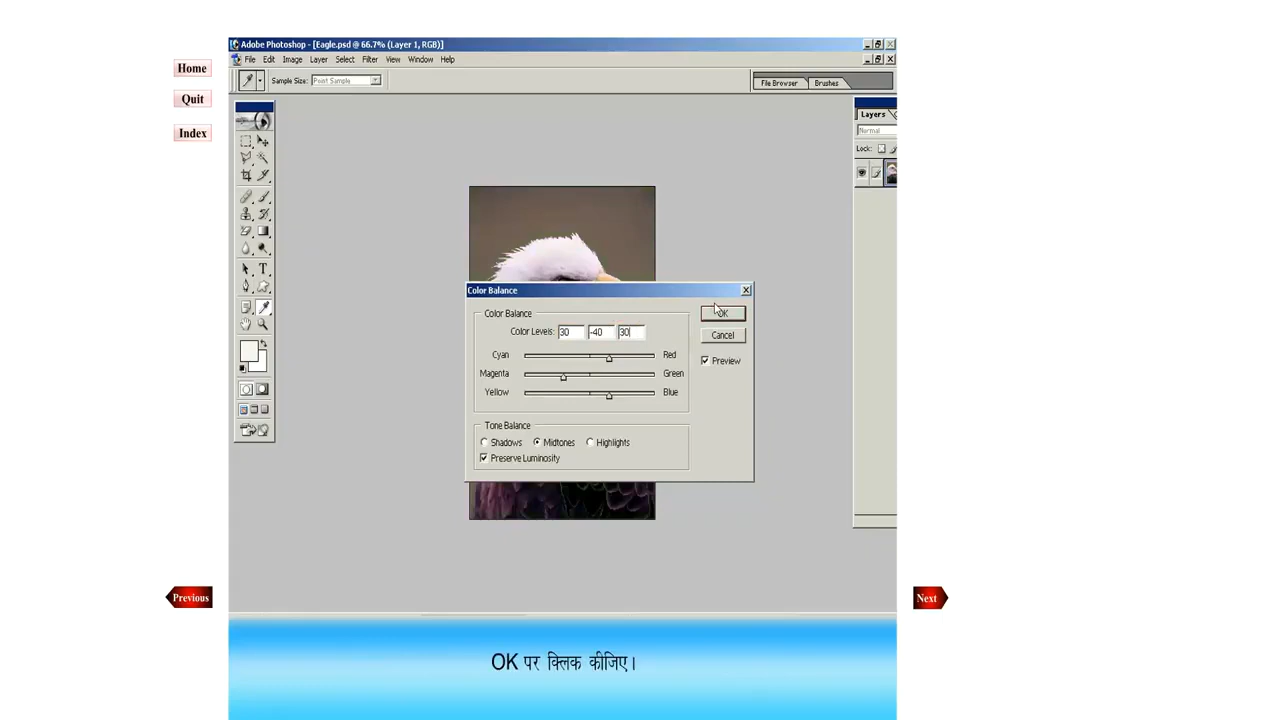 Adobe Photoshop - [Eagle.psd @ 66.7% (Layer 1, RGB)]
Home
File Edit Image Layer Select Filter View Window Help
Sample Size: Point Sample
File Browser Brushes
Quit
Layers
Normal
Index
Lock:
Color Balance
Color Balance
OK
Color Levels: 30 -40 30
Cancel
Cyan Red
Preview
Magenta Green
Yellow Blue
Tone Balance
Shadows Midtones Highlights
Preserve Luminosity
Previous
Next
OK पर क्लिक कीजिए।